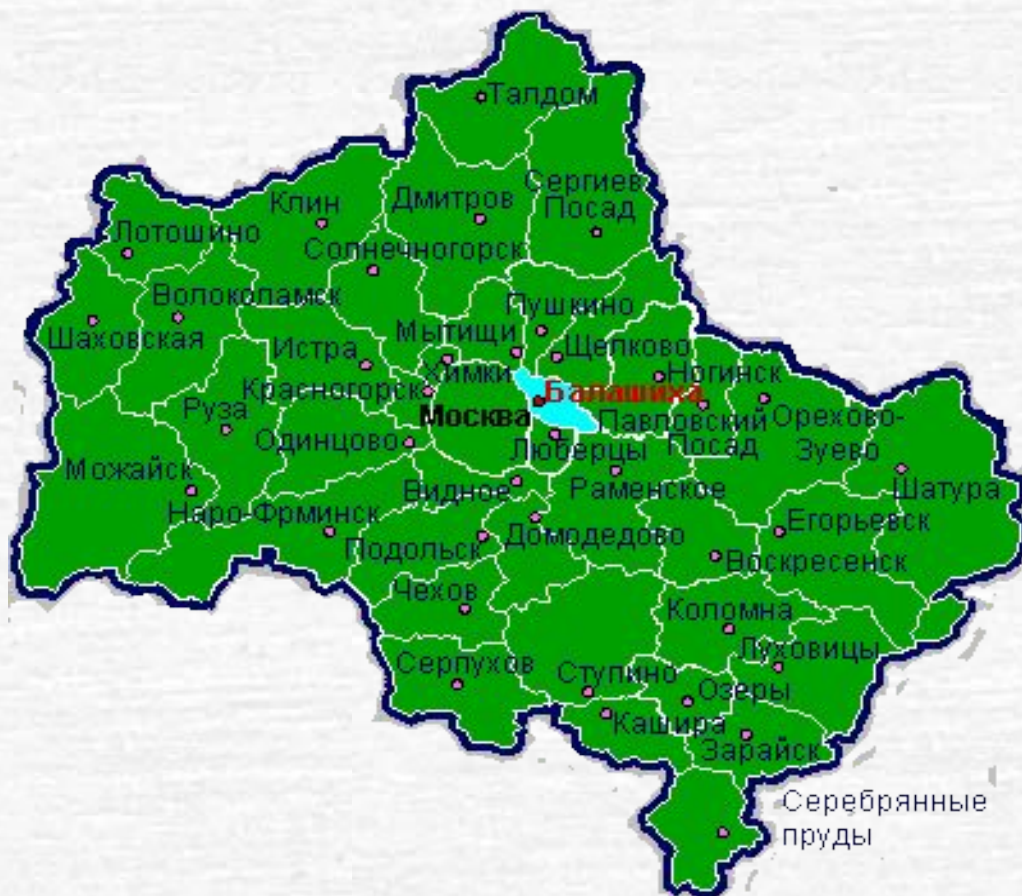 Талдом
Сергиев
Посад
Дмитров
Клин
Лотошино
Солнечногорск
Волоколамск
Пушкино
Шаховская
Мытищи
Щелково
Истра
Химки
Ногинск
Красногорск
Балашиха
Руза
Москва
Павловский
Посад
Орехово-
Зуево
Одинцово
Люберцы
Можайск
Видное
Раменское
Шатура
Наро-Фрминск
Домодедово
Егорьевск
Подольск
Воскресенск
Чехов
Коломна
Луховицы
Серпухов
Ступино
Озеры
Кашира
Зарайск
Серебрянные
пруды